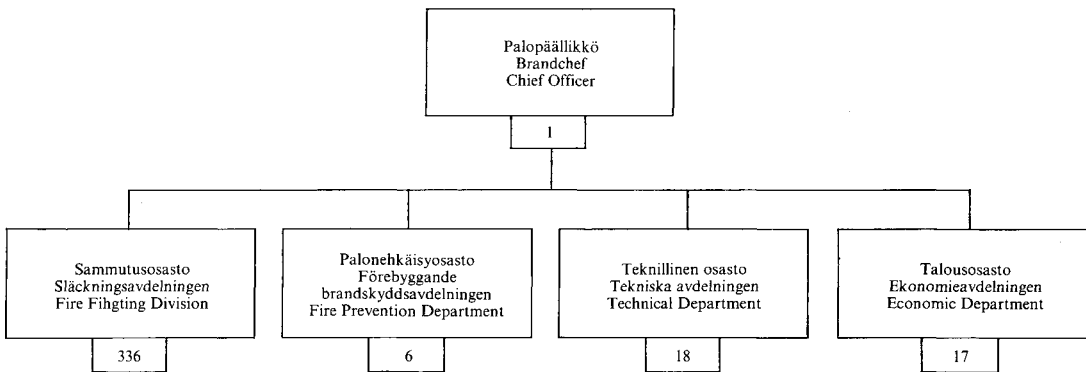 Palopäällikkö
Brandchef
Chief Officer
1
Sammutusosasto
Släckningsavdelningen
Fire Fihgting Division
336
Palonehkäisyosasto
Förebyggande
brandskyddsavdelningen
Fire Prevention Department
6
Teknillinen osasto
Tekniska avdelningen
Technical Department
18
Talousosasto
Ekonomieavdelningen
Economic Department
17